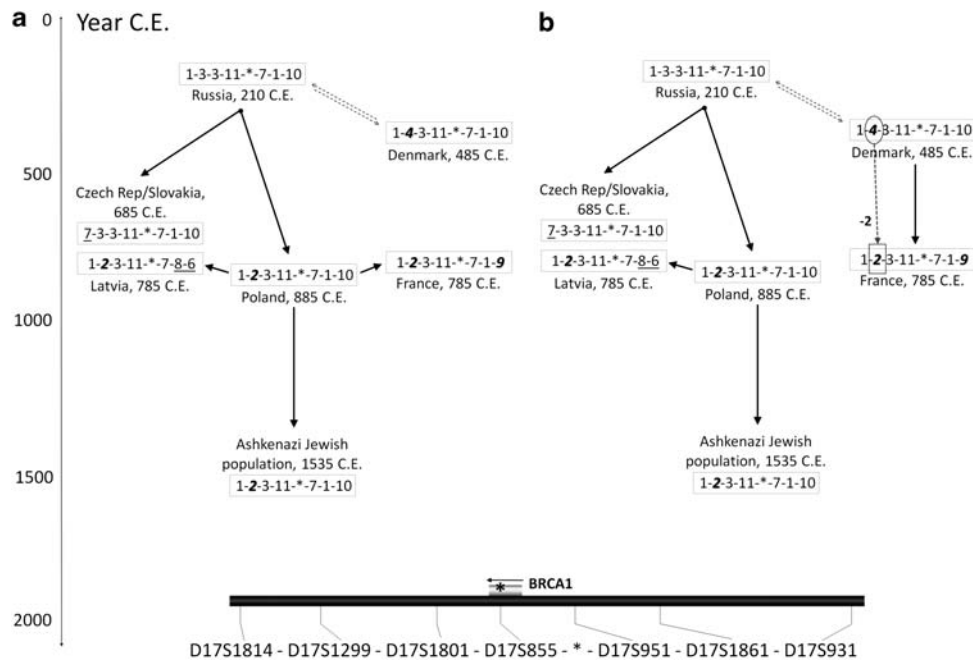 a Year C.E.
0
500
1000
1500
2000
1-3-3-11-*-7-1-10
Russia, 210 C.E.
1-4-3-11-*-7-1-10
Denmark, 485 C.E.
Czech Rep/Slovakia,
685 C.E.
7-3-3-11-*-7-1-10
1-2-3-11-*-7-8-6
Latvia, 785 C.E.
1-2-3-11-*-7-1-10
Poland, 885 C.E.
1-2-3-11-*-7-1-9
France, 785 C.E.
Ashkenazi Jewish
population, 1535 C.E.
1-2-3-11-*-7-1-10
b
1-3-3-11-*-7-1-10
Russia, 210 C.E.
1-4-3-11-*-7-1-10
Denmark, 485 C.E.
Czech Rep/Slovakia,
685 C.E.
7-3-3-11-*-7-1-10
-2
1-2-3-11-*-7-8-6
Latvia, 785 C.E.
1-2-3-11-*-7-1-10
Poland, 885 C.E.
1-2-3-11-*-7-1-9
France, 785 C.E.
Ashkenazi Jewish
population, 1535 C.E.
1-2-3-11-*-7-1-10
* BRCA1
D17S1814 - D17S1299 - D17S1801 - D17S855 - * - D17S951 - D17S1861 - D17S931